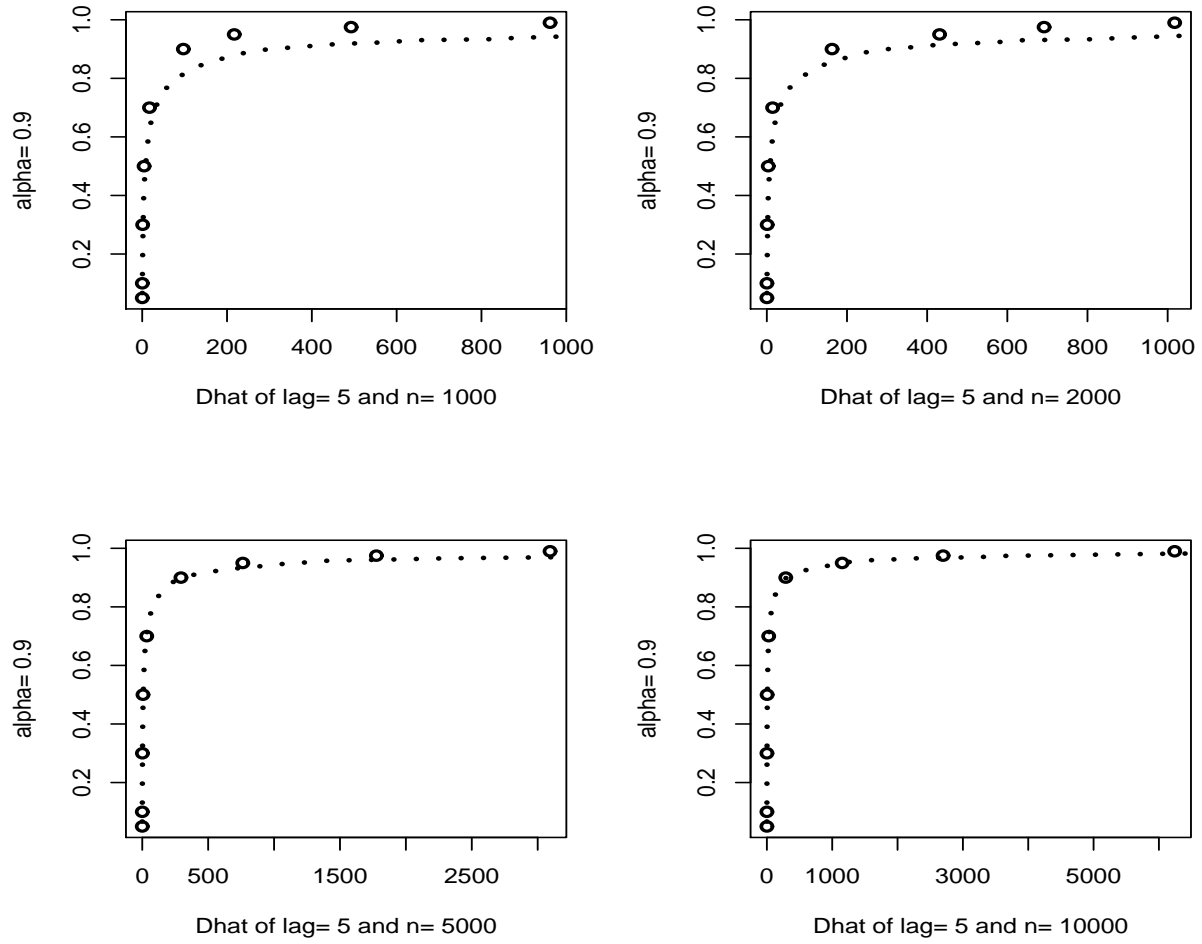 1.0
0.8
0.6
0.4
0.2
alpha= 0.9
0 200 400 600 800 1000
Dhat of lag= 5 and n= 1000
1.0
0.8
0.6
0.4
0.2
alpha= 0.9
0 200 400 600 800 1000
Dhat of lag= 5 and n= 2000
1.0
0.8
0.6
0.4
0.2
alpha= 0.9
0 500 1500 2500
Dhat of lag= 5 and n= 5000
1.0
0.8
0.6
0.4
0.2
alpha= 0.9
0 1000 3000 5000
Dhat of lag= 5 and n= 10000